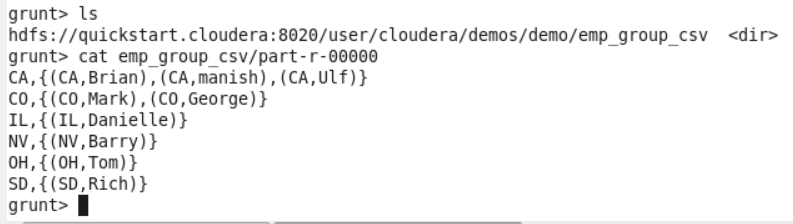 grunt> ls
hdfs://quickstart.cloudera:8020/user/cloudera/demos/demo/emp_group_csv  <dir>
grunt> cat emp_group_csv/part-r-00000
CA,{(CA,Brian),(CA,manish),(CA,Ulf)}
CO,{(CO,Mark),(CO,George)}
IL,{(IL,Danielle)}
NV,{(NV,Barry)}
OH,{(OH,Tom)}
SD,{(SD,Rich)}
grunt>